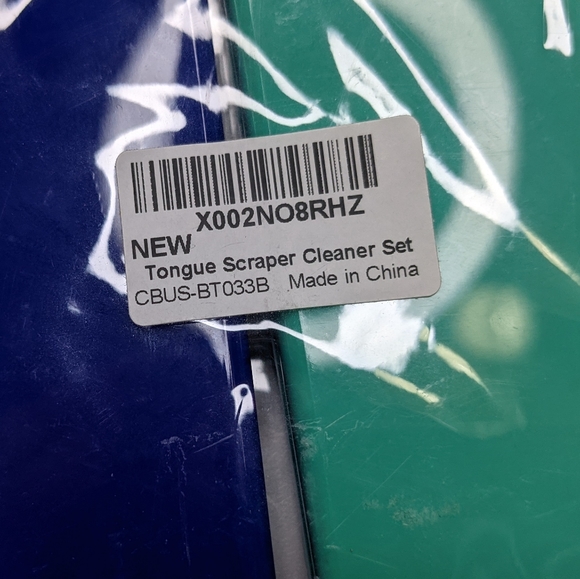 X002NO8RHZ
NEW
Tongue Scraper Cleaner Set
CBUS-BT033B Made in China